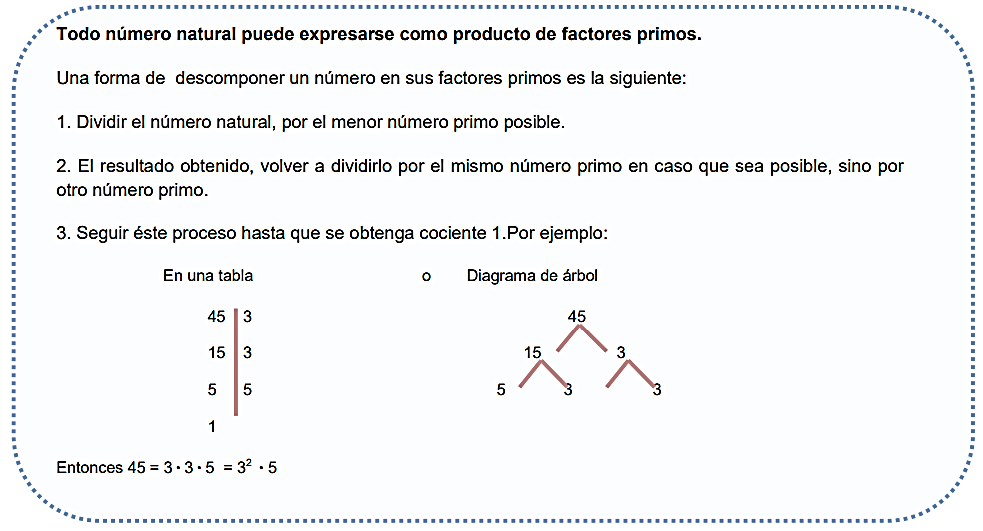 Todo número natural puede expresarse como producto de factores primos.
Una forma de  descomponer un número en sus factores primos es la siguiente:
1. Dividir el número natural, por el menor número primo posible.
2. El resultado obtenido, volver a dividirlo por el mismo número primo en caso que sea posible, sino por
otro número primo.
3. Seguir éste proceso hasta que se obtenga cociente 1.Por ejemplo:
En una tabla o Diagrama de árbol
45 3 45
15 3 15 3
5 5 5 3 3
1
Entonces 45 = 3 · 3 · 5 = 3² · 5